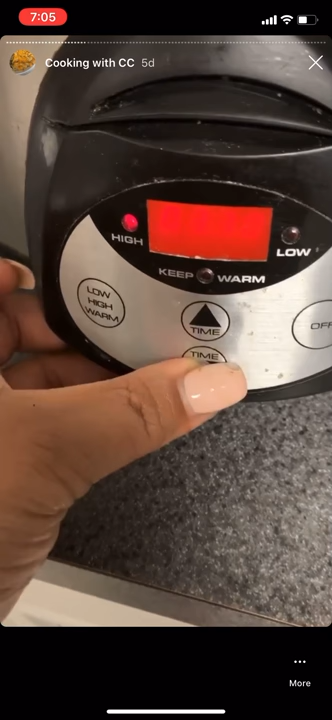 7:05
Cooking with CC 5d
HIGH
LOW
KEEP WARM
LOW
HIGH
WARM
TIME
OFF
TIME
More